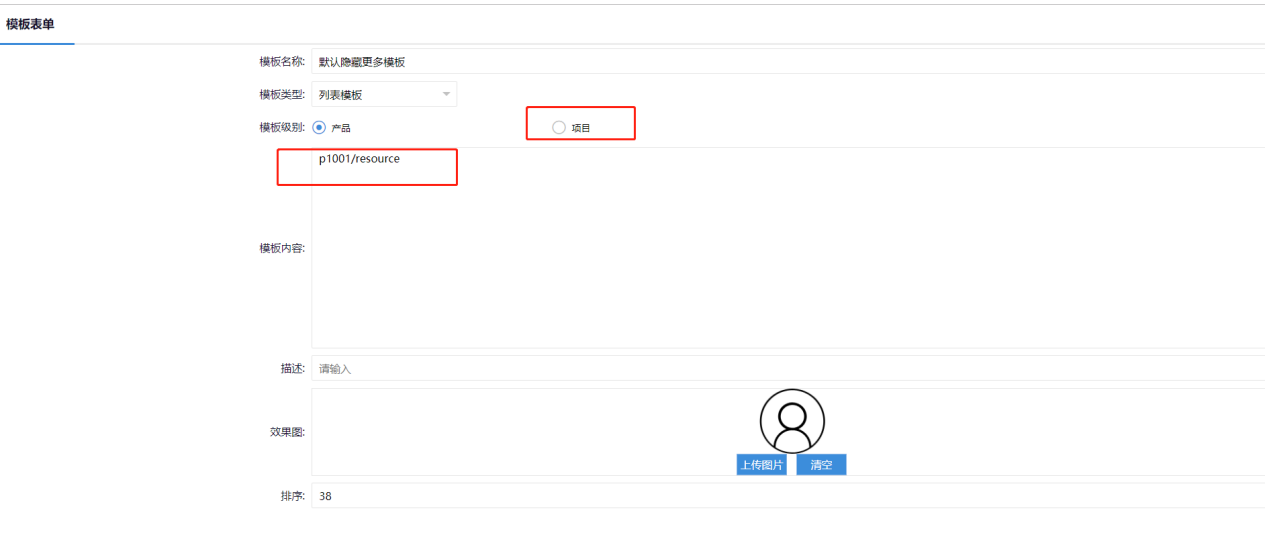 模板表单
模板名称: 默认隐藏更多模板
模板类型: 列表模板
模板级别: 产品 项目
p1001/resource
模板内容:
描述: 请输入
效果图:
上传图片 清空
排序: 38